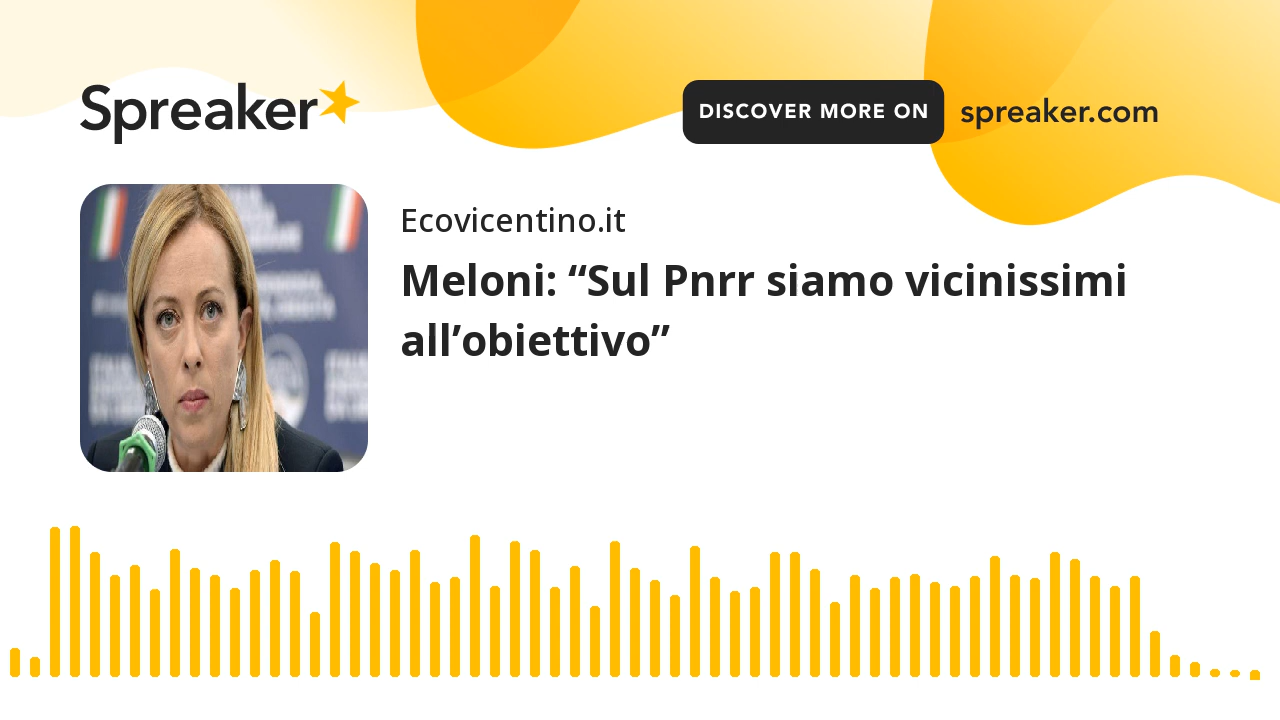 Spreaker
DISCOVER MORE ON
spreaker.com
Ecovicentino.it
Meloni: “Sul Pnrr siamo vicinissimi
all’obiettivo”